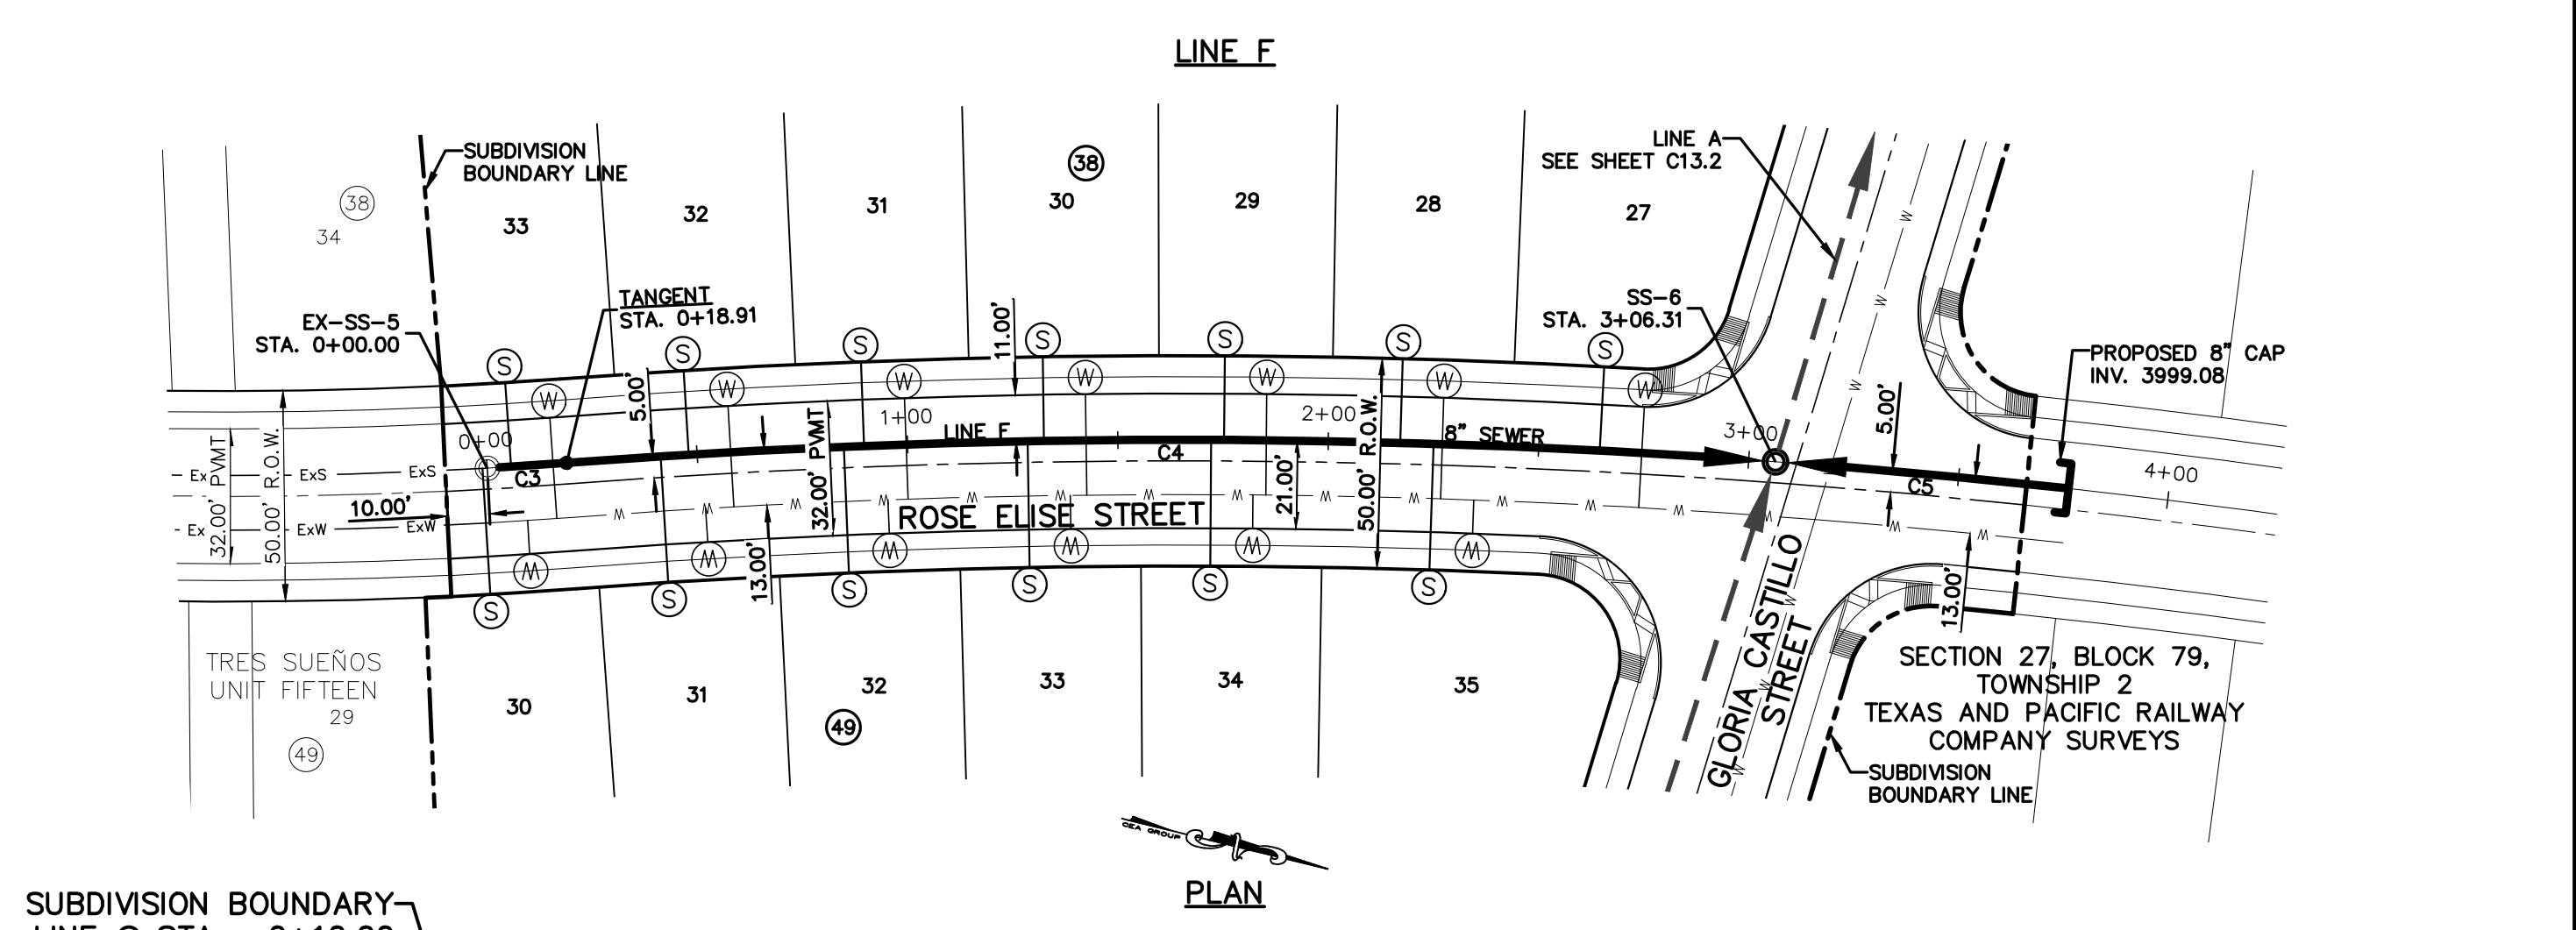 LINE F
SUBDIVISION
BOUNDARY LINE
38
34
33
32
31
38
30
29
28
27
LINE A
SEE SHEET C13.2
EX-SS-5
STA. 0+00.00
TANGENT
STA. 0+18.91
11.00'
SS-6
STA. 3+06.31
PROPOSED 8" CAP
INV. 3999.08
S
S
S
S
S
S
S
W
W
W
W
W
W
W
5.00'
5.00'
0+00
1+00
2+00
3+00
4+00
LINE F
8" SEWER
C3
C4
C5
Ex
ExS
ExS
Ex
ExW
ExW
32.00' PVMT
50.00' R.O.W.
10.00'
32.00' PVMT
21.00'
50.00' R.O.W.
ROSE ELISE STREET
13.00'
13.00'
W
W
W
W
W
W
S
S
S
S
S
S
GLORIA CASTILLO
STREET
TRES SUEÑOS
UNIT FIFTEEN
29
49
30
31
32
33
34
35
49
SECTION 27, BLOCK 79,
TOWNSHIP 2
TEXAS AND PACIFIC RAILWAY
COMPANY SURVEYS
SUBDIVISION
BOUNDARY LINE
CEA GROUP
PLAN
SUBDIVISION BOUNDARY